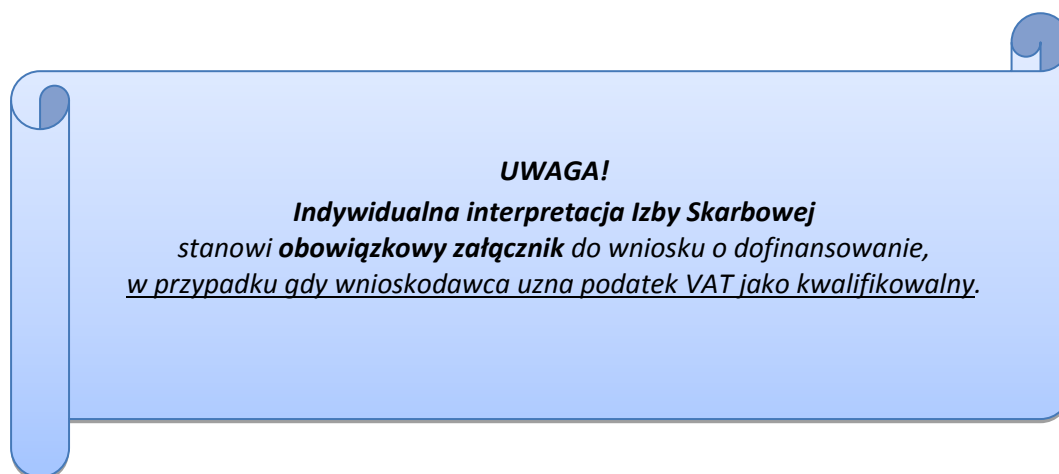 UWAGA!
Indywidualna interpretacja Izby Skarbowej
stanowi obowiązkowy załącznik do wniosku o dofinansowanie,
w przypadku gdy wnioskodawca uzna podatek VAT jako kwalifikowalny.